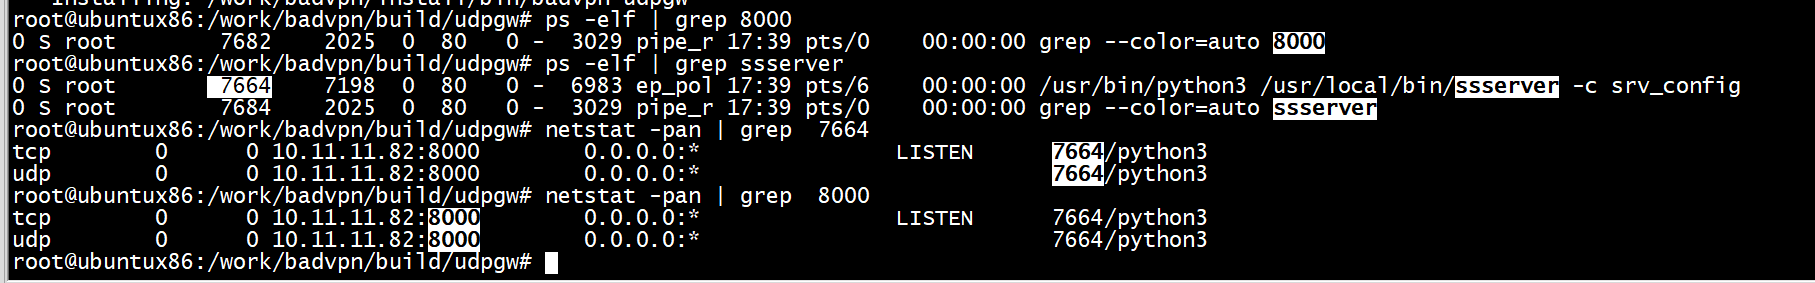 Installing: /work/badvpn/install/bin/badvpn-udpgw
root@ubuntux86:/work/badvpn/build/udpgw# ps -elf | grep 8000
0 S root        7682    2025  0  80   0 -  3029 pipe_r 17:39 pts/0    00:00:00 grep --color=auto 8000
root@ubuntux86:/work/badvpn/build/udpgw# ps -elf | grep ssserver
0 S root        7664    7198  0  80   0 -  6983 ep_pol 17:39 pts/6    00:00:00 /usr/bin/python3 /usr/local/bin/ssserver -c srv_config
0 S root        7684    2025  0  80   0 -  3029 pipe_r 17:39 pts/0    00:00:00 grep --color=auto ssserver
root@ubuntux86:/work/badvpn/build/udpgw# netstat -pan | grep  7664
tcp        0      0 10.11.11.82:8000        0.0.0.0:*               LISTEN      7664/python3
udp        0      0 10.11.11.82:8000        0.0.0.0:*                           7664/python3
root@ubuntux86:/work/badvpn/build/udpgw# netstat -pan | grep  8000
tcp        0      0 10.11.11.82:8000        0.0.0.0:*               LISTEN      7664/python3
udp        0      0 10.11.11.82:8000        0.0.0.0:*                           7664/python3
root@ubuntux86:/work/badvpn/build/udpgw#